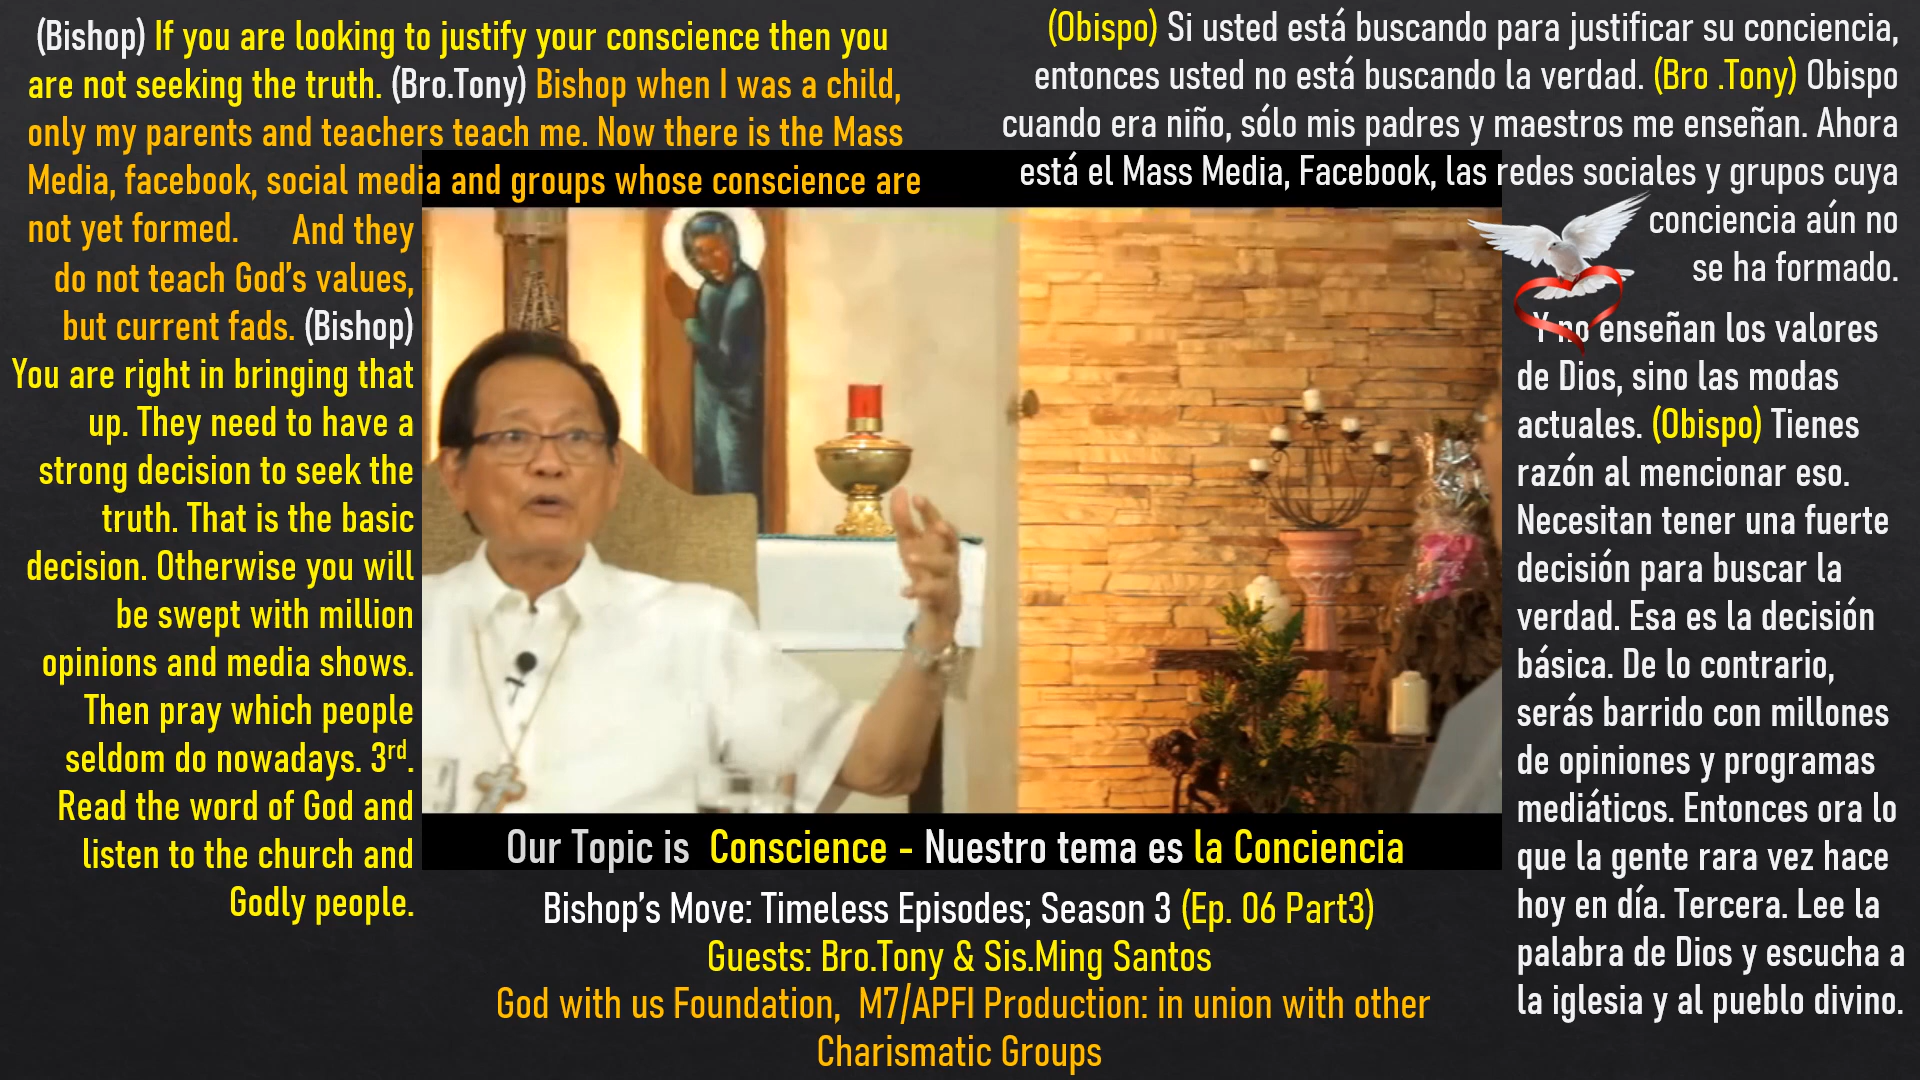 (Bishop) If you are looking to justify your conscience then you
are not seeking the truth. (Bro.Tony) Bishop when I was a child,
only my parents and teachers teach me. Now there is the Mass
Media, facebook, social media and groups whose conscience are
not yet formed. And they
do not teach God's values,
but current fads. (Bishop)
You are right in bringing that
up. They need to have a
strong decision to seek the
truth. That is the basic
decision. Otherwise you will
be swept with million
opinions and media shows.
Then pray which people
seldom do nowadays. 3rd.
Read the word of God and
listen to the church and
Godly people.
(Obispo) Si usted está buscando para justificar su conciencia,
entonces usted no está buscando la verdad. (Bro .Tony) Obispo
cuando era niño, sólo mis padres y maestros me enseñan. Ahora
está el Mass Media, Facebook, las redes sociales y grupos cuya
conciencia aún no
se ha formado.
Y no enseñan los valores
de Dios, sino las modas
actuales. (Obispo) Tienes
razón al mencionar eso.
Necesitan tener una fuerte
decisión para buscar la
verdad. Esa es la decisión
básica. De lo contrario,
serás barrido con millones
de opiniones y programas
mediáticos. Entonces ora lo
que la gente rara vez hace
hoy en día. Tercera. Lee la
palabra de Dios y escucha a
la iglesia y al pueblo divino.
Our Topic is Conscience - Nuestro tema es la Conciencia
Bishop's Move: Timeless Episodes; Season 3 (Ep. 06 Part3)
Guests: Bro.Tony & Sis.Ming Santos
God with us Foundation, M7/APFI Production: in union with other
Charismatic Groups